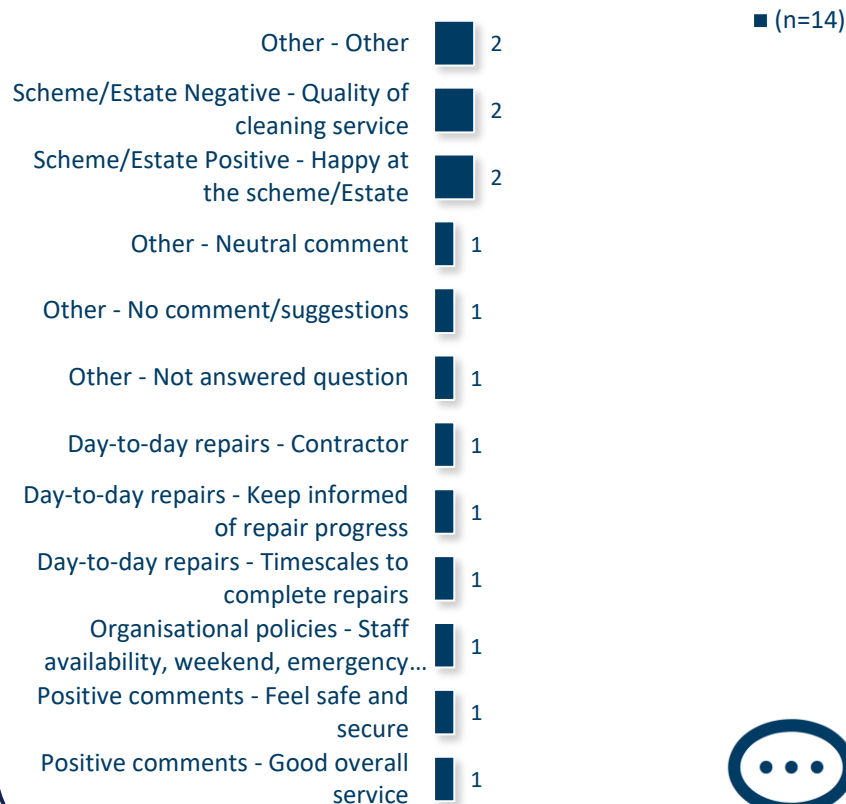 (n=14)
Other - Other 2
Scheme/Estate Negative - Quality of
cleaning service 2
Scheme/Estate Positive - Happy at
the scheme/Estate 2
Other - Neutral comment 1
Other - No comment/suggestions 1
Other - Not answered question 1
Day-to-day repairs - Contractor 1
Day-to-day repairs - Keep informed
of repair progress 1
Day-to-day repairs - Timescales to
complete repairs 1
Organisational policies - Staff
availability, weekend, emergency... 1
Positive comments - Feel safe and
secure 1
Positive comments - Good overall
service 1